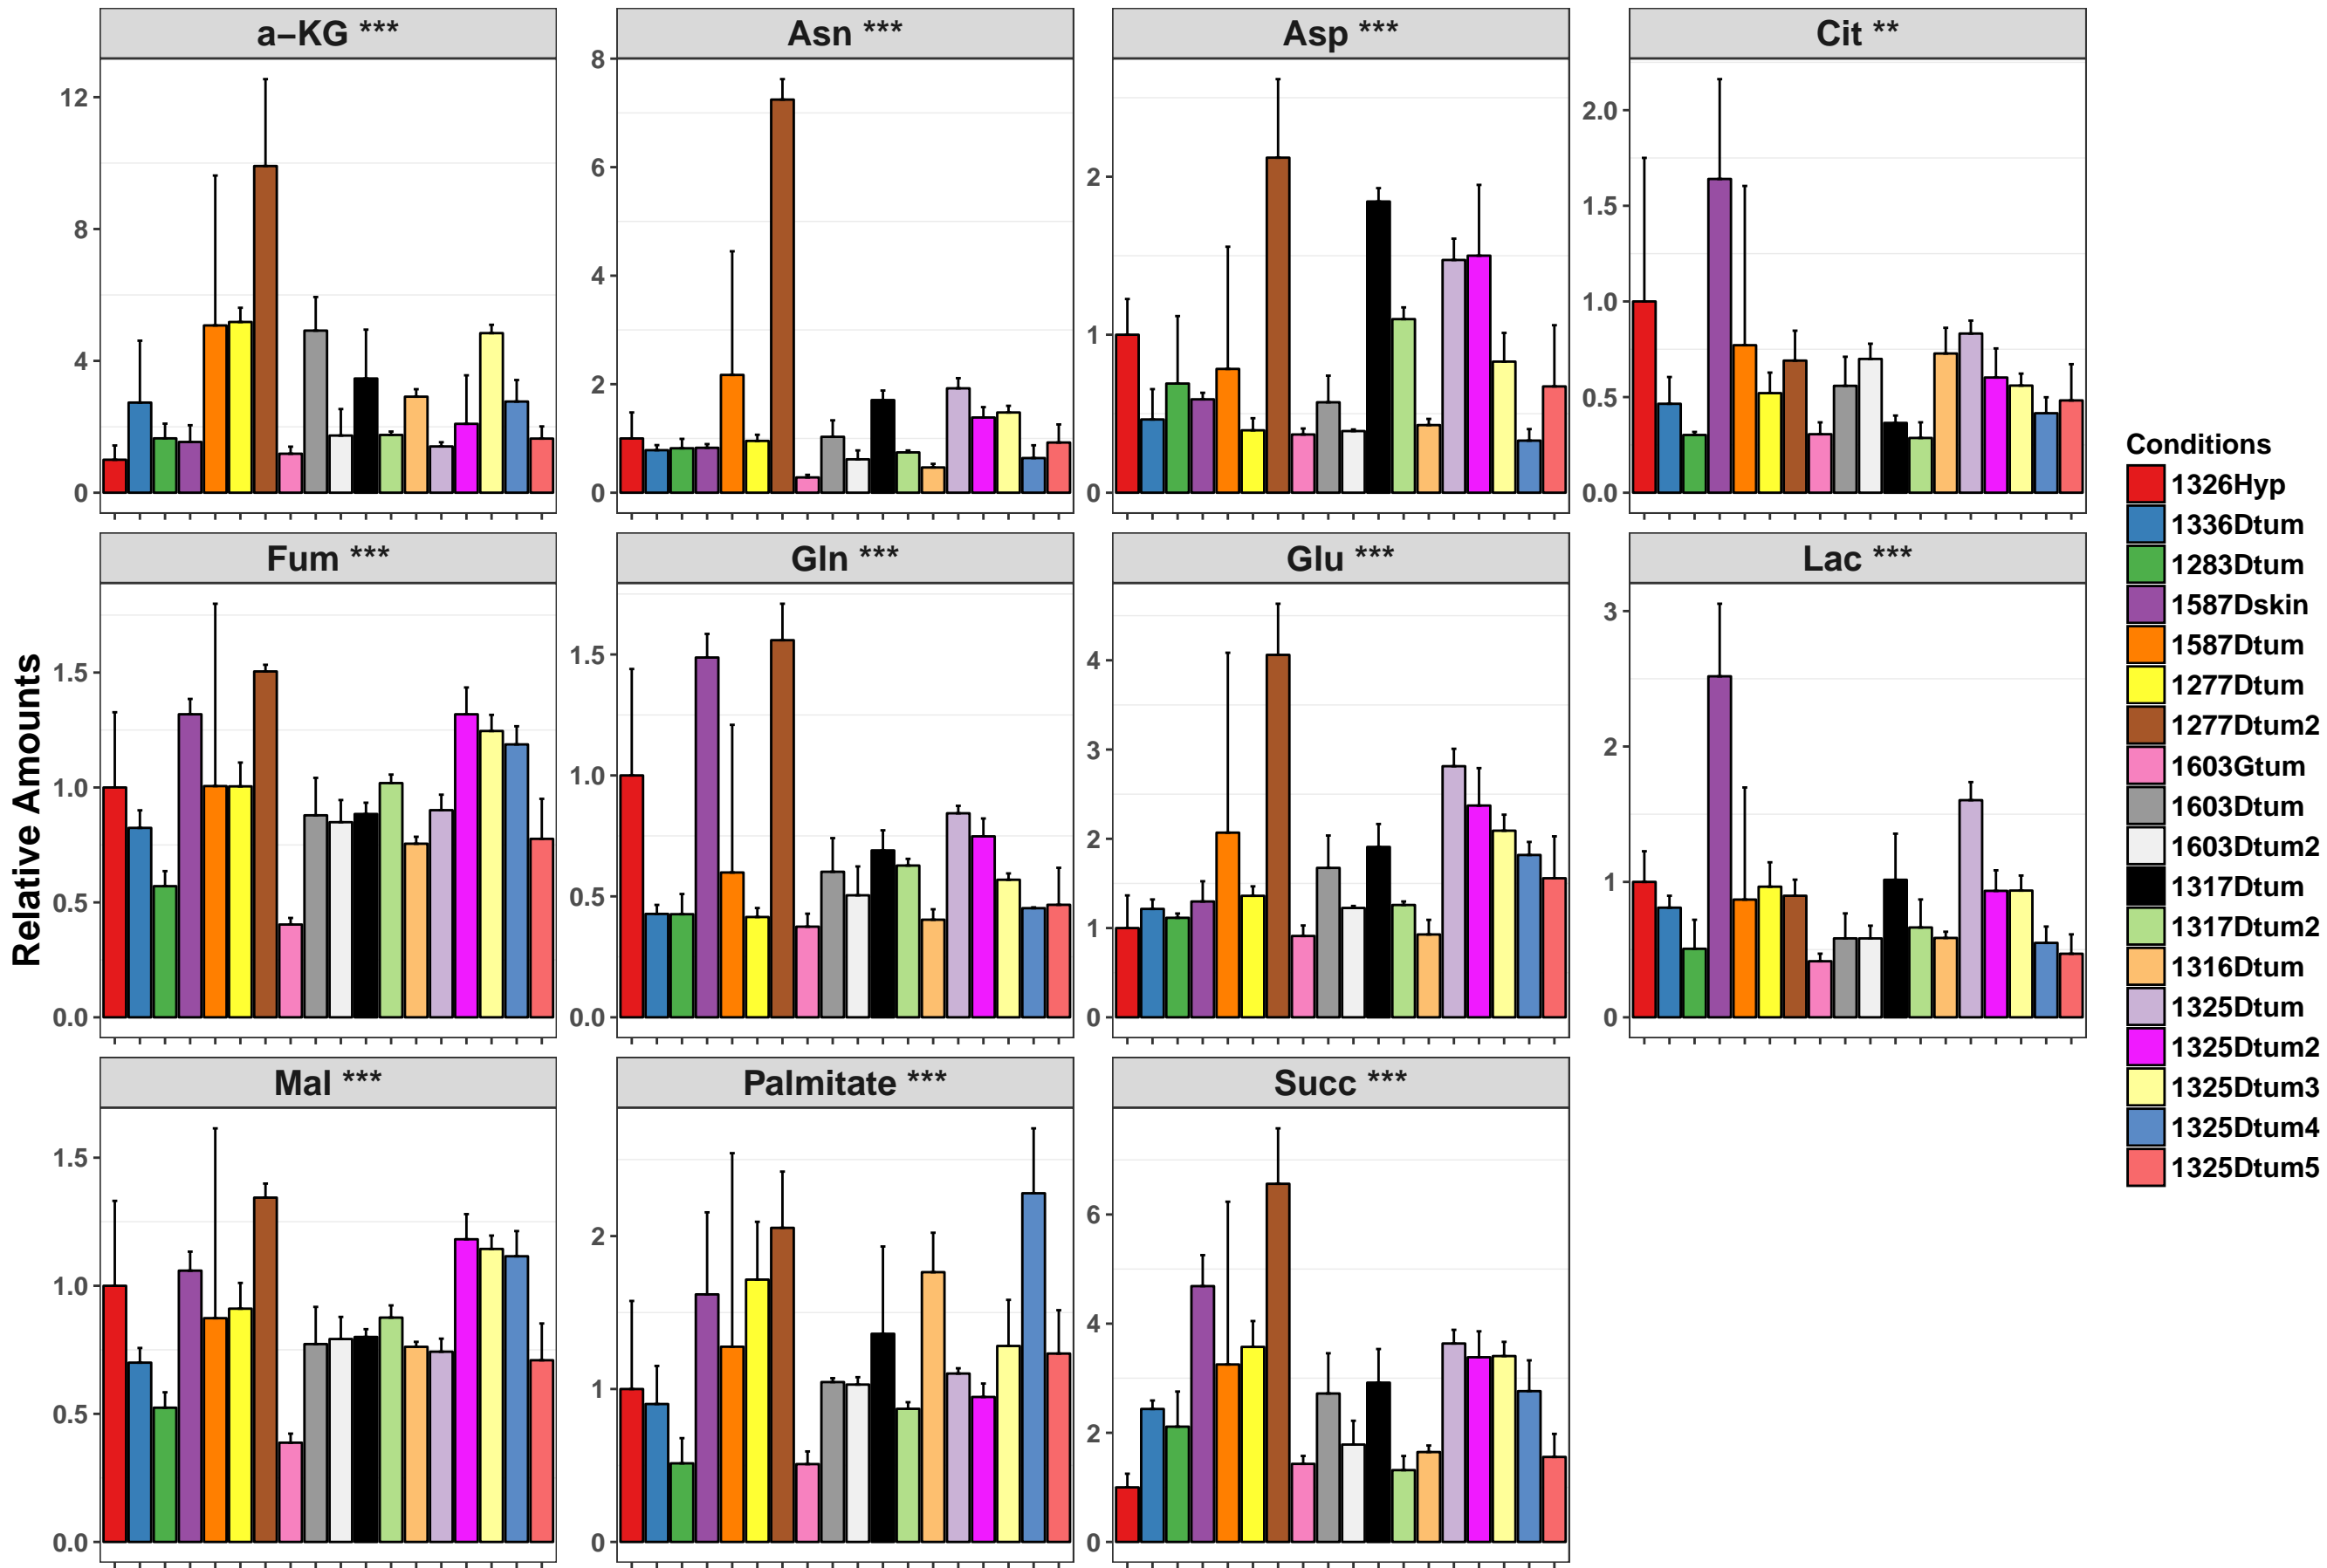 a−KG ***
Asn ***
Asp ***
Cit **
12
8
4
0
8
6
4
2
0
2
1
0
2.0
1.5
1.0
0.5
0.0
Fum ***
Gln ***
Glu ***
Lac ***
1.5
1.0
0.5
0.0
1.5
1.0
0.5
0.0
4
3
2
1
0
3
2
1
0
Mal ***
Palmitate ***
Succ ***
1.5
1.0
0.5
0.0
2
1
0
6
4
2
0
Relative Amounts
Conditions
1326Hyp
1336Dtum
1283Dtum
1587Dskin
1587Dtum
1277Dtum
1277Dtum2
1603Gtum
1603Dtum
1603Dtum2
1317Dtum
1317Dtum2
1316Dtum
1325Dtum
1325Dtum2
1325Dtum3
1325Dtum4
1325Dtum5